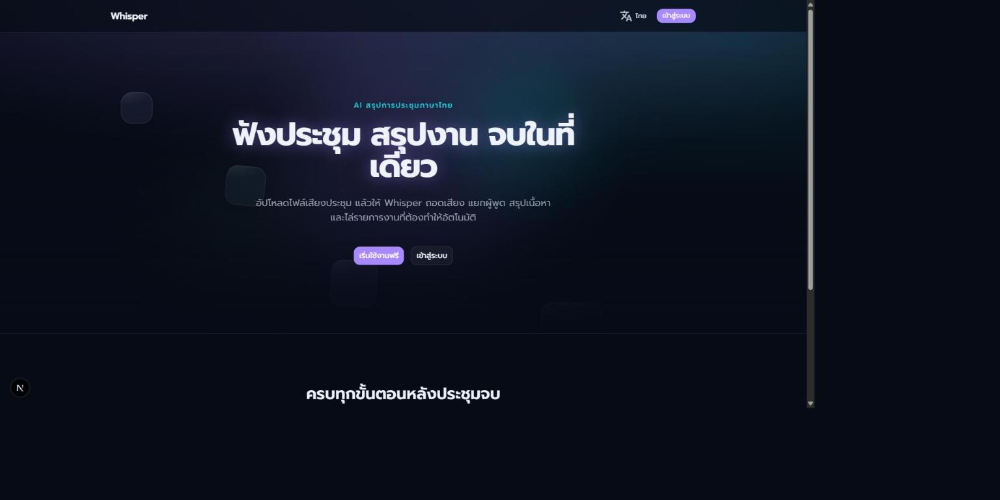 Whisper
ไทย
เข้าสู่ระบบ
AI สรุปการประชุมภาษาไทย
ฟังประชุม สรุปงาน จบในที่
เดียว
อัปโหลดไฟล์เสียงประชุม แล้วให้ Whisper ถอดเสียง แยกผู้พูด สรุปเนื้อหา
และไล่รายการงานที่ต้องทำให้อัตโนมัติ
เริ่มใช้งานฟรี
เข้าสู่ระบบ
N
ครบทุกขั้นตอนหลังประชุมจบ